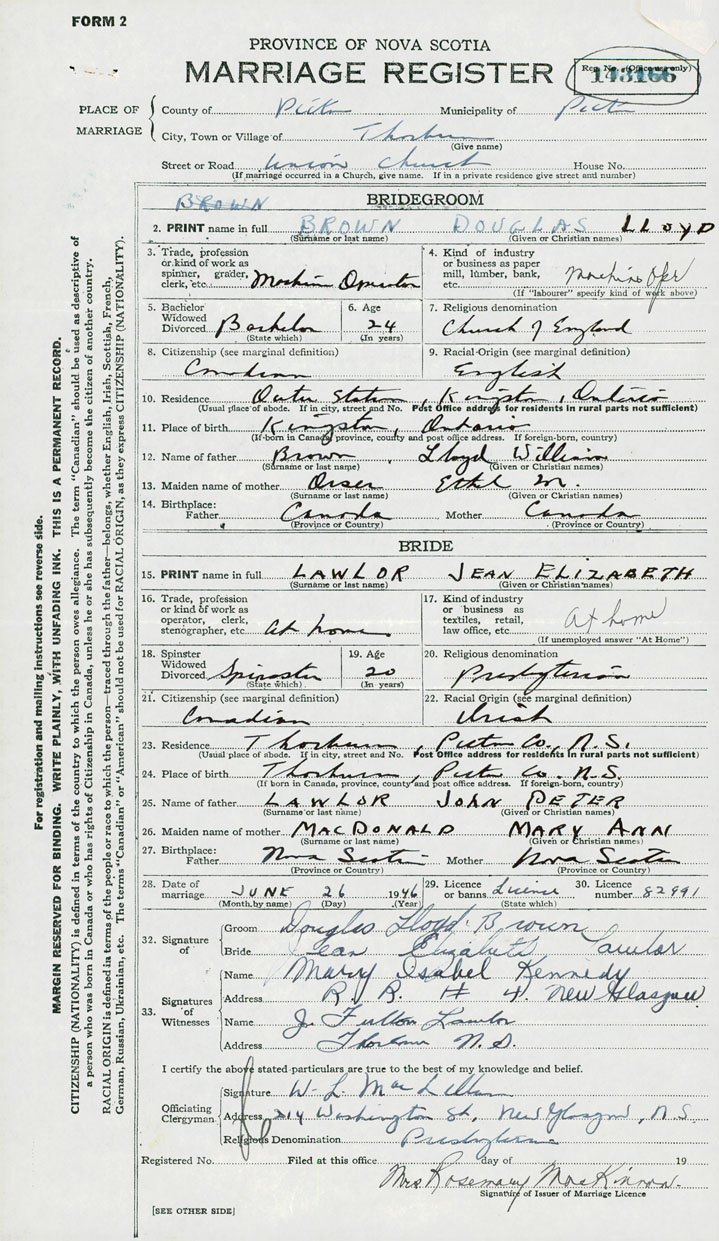 FORM 2
PROVINCE OF NOVA SCOTIA
MARRIAGE REGISTER
Reg. No. (Office use only)
143166
PLACE OF MARRIAGE
County of Pictou Municipality of Pictou
City, Town or Village of Thorburn
(Give name)
Street or Road Union Church House No.
(If marriage occurred in a Church, give name. If in a private residence give street and number)
BROWN BRIDEGROOM
2. PRINT name in full BROWN DOUGLAS LLOYD
(Surname or last name) (Given or Christian names)
3. Trade, profession or kind of work as spinner, grader, clerk, etc. Machine Operator
4. Kind of industry or business as paper mill, lumber, bank, etc. Machine Oper
(If "labourer" specify kind of work above)
5. Bachelor Widowed Divorced Bachelor
(State which)
6. Age 24
(In years)
7. Religious denomination
Church of England
8. Citizenship (see marginal definition)
Canadian
9. Racial-Origin (see marginal definition)
English
10. Residence Outer Station, Kingston, Ontario
(Usual place of abode. If in city, street and No. Post Office address for residents in rural parts not sufficient)
11. Place of birth Kingston, Ontario
(If born in Canada, province, county and post office address. If foreign-born, country)
12. Name of father Brown, Lloyd William
(Surname or last name) (Given or Christian names)
13. Maiden name of mother Orser Ethel M.
(Surname or last name) (Given or Christian names)
14. Birthplace: Father Canada Mother Canada
(Province or Country) (Province or Country)
BRIDE
15. PRINT name in full LAWLOR JEAN ELIZABETH
(Surname or last name) (Given or Christian names)
16. Trade, profession or kind of work as operator, clerk, stenographer, etc. at home
17. Kind of industry or business as textiles, retail, law office, etc. At home
(If unemployed answer "At Home")
18. Spinster Widowed Divorced Spinster
(State which)
19. Age 20
(In years)
20. Religious denomination
Presbyterian
21. Citizenship (see marginal definition)
Canadian
22. Racial Origin (see marginal definition)
Irish
23. Residence Thorburn, Pictou Co., N.S.
(Usual place of abode. If in city, street and No. Post Office address for residents in rural parts not sufficient)
24. Place of birth Thorburn, Pictou Co. N.S.
(If born in Canada, province, county and post office address. If foreign-born, country)
25. Name of father LAWLOR JOHN PETER
(Surname or last name) (Given or Christian names)
26. Maiden name of mother MACDONALD MARY ANN
(Surname or last name) (Given or Christian names)
27. Birthplace: Father Nova Scotia Mother Nova Scotia
(Province or Country) (Province or Country)
28. Date of marriage JUNE 26 1946
(Month, by name) (Day) (Year)
29. Licence or banns License
(State which)
30. Licence number 82991
32. Signature of
Groom Douglas Lloyd Brown
Bride Jean Elizabeth Lawlor
33. Signatures of Witnesses
Name Mary Isabel Kennedy
Address R. R. # 4. New Glasgow
Name J. Fulton Lawlor
Address Thorburn N.S.
I certify the above stated particulars are true to the best of my knowledge and belief.
Officiating Clergyman
Signature W. L. MacLellan
Address 214 Washington St, New Glasgow, N.S.
Religious Denomination Presbyterian
Registered No. Filed at this office day of 19
Mrs Rosemary MacKinnon.
Signature of Issuer of Marriage Licence
[SEE OTHER SIDE]
For registration and mailing instructions see reverse side.
MARGIN RESERVED FOR BINDING. WRITE PLAINLY, WITH UNFADING INK. THIS IS A PERMANENT RECORD.
CITIZENSHIP (NATIONALITY) is defined in terms of the country to which the person owes allegiance. The term "Canadian" should be used as descriptive of
a person who was born in Canada or who has rights of Citizenship in Canada, unless he or she has subsequently become the citizen of another country.
RACIAL ORIGIN is defined in terms of the people or race to which the person—traced through the father—belongs, whether English, Irish, Scottish, French,
German, Russian, Ukrainian, etc. The terms "Canadian" or "American" should not be used for RACIAL ORIGIN, as they express CITIZENSHIP (NATIONALITY).